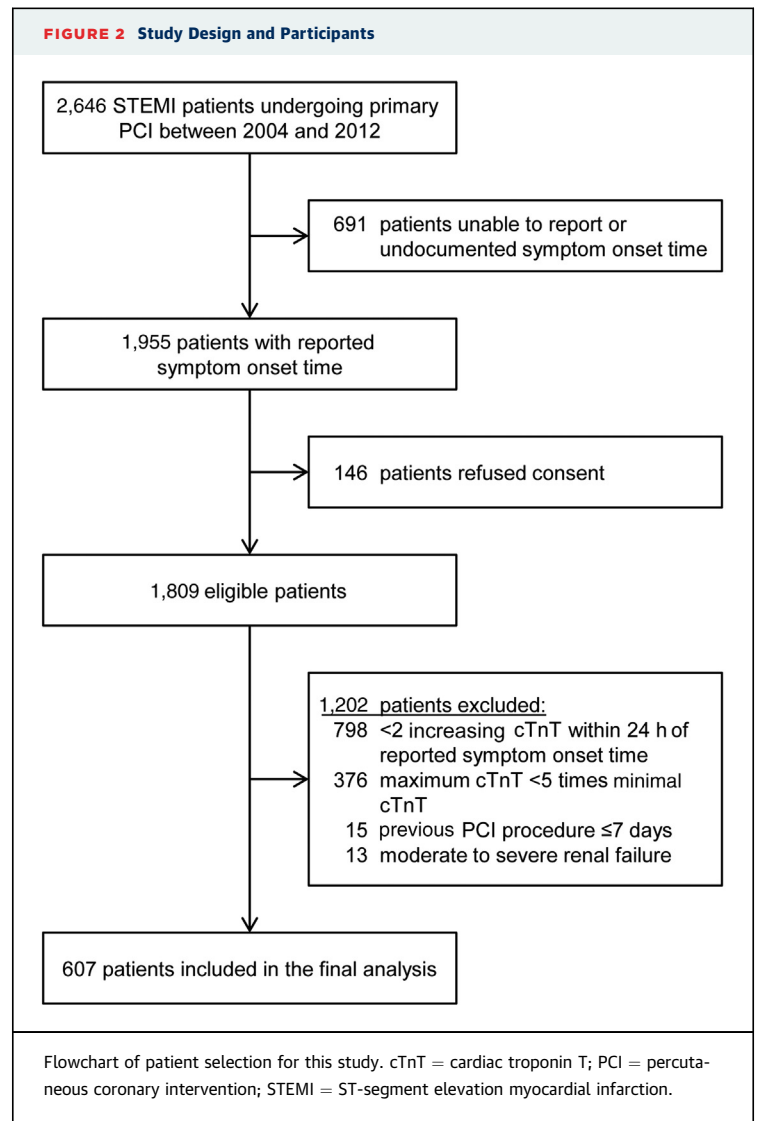 FIGURE 2 Study Design and Participants
2,646 STEMI patients undergoing primary
PCI between 2004 and 2012
691 patients unable to report or
undocumented symptom onset time
1,955 patients with reported
symptom onset time
146 patients refused consent
1,809 eligible patients
1,202 patients excluded:
798 <2 increasing cTnT within 24 h of
reported symptom onset time
376 maximum cTnT <5 times minimal
cTnT
15 previous PCI procedure ≤7 days
13 moderate to severe renal failure
607 patients included in the final analysis
Flowchart of patient selection for this study. cTnT = cardiac troponin T; PCI = percuta-
neous coronary intervention; STEMI = ST-segment elevation myocardial infarction.